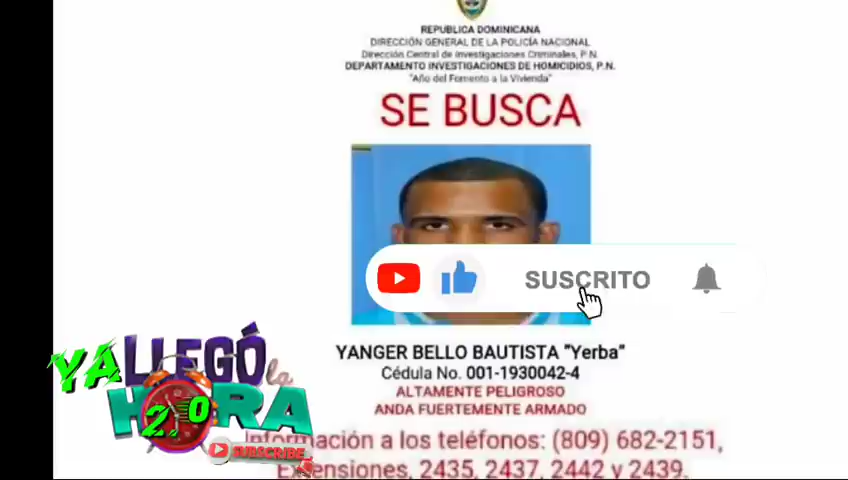 REPUBLICA DOMINICANA
DIRECCIÓN GENERAL DE LA POLICÍA NACIONAL
Dirección Central de Investigaciones Criminales, P.N.
DEPARTAMENTO INVESTIGACIONES DE HOMICIDIOS, P.N.
"Año del Fomento a la Vivienda"
SE BUSCA
SUSCRITO
YANGER BELLO BAUTISTA "Yerba"
Cédula No. 001-1930042-4
ALTAMENTE PELIGROSO
ANDA FUERTEMENTE ARMADO
Información a los teléfonos: (809) 682-2151,
Extensiones, 2435, 2437, 2442 y 2439.
YA LLEGÓ la
HORA
2.0
SUBSCRIBE